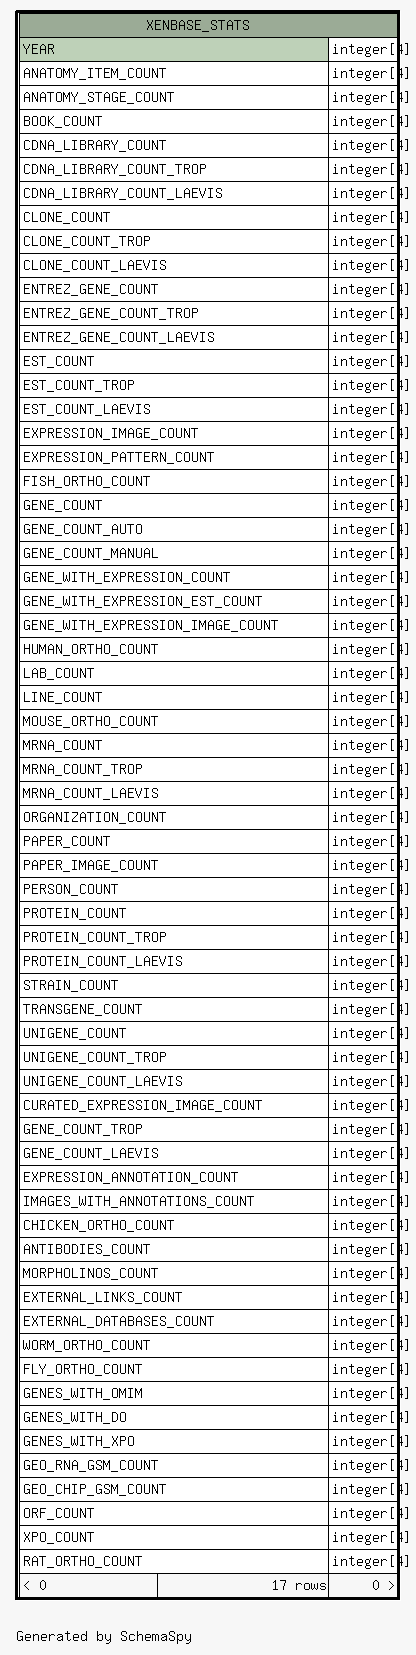 XENBASE_STATS
YEAR integer[4]
ANATOMY_ITEM_COUNT integer[4]
ANATOMY_STAGE_COUNT integer[4]
BOOK_COUNT integer[4]
CDNA_LIBRARY_COUNT integer[4]
CDNA_LIBRARY_COUNT_TROP integer[4]
CDNA_LIBRARY_COUNT_LAEVIS integer[4]
CLONE_COUNT integer[4]
CLONE_COUNT_TROP integer[4]
CLONE_COUNT_LAEVIS integer[4]
ENTREZ_GENE_COUNT integer[4]
ENTREZ_GENE_COUNT_TROP integer[4]
ENTREZ_GENE_COUNT_LAEVIS integer[4]
EST_COUNT integer[4]
EST_COUNT_TROP integer[4]
EST_COUNT_LAEVIS integer[4]
EXPRESSION_IMAGE_COUNT integer[4]
EXPRESSION_PATTERN_COUNT integer[4]
FISH_ORTHO_COUNT integer[4]
GENE_COUNT integer[4]
GENE_COUNT_AUTO integer[4]
GENE_COUNT_MANUAL integer[4]
GENE_WITH_EXPRESSION_COUNT integer[4]
GENE_WITH_EXPRESSION_EST_COUNT integer[4]
GENE_WITH_EXPRESSION_IMAGE_COUNT integer[4]
HUMAN_ORTHO_COUNT integer[4]
LAB_COUNT integer[4]
LINE_COUNT integer[4]
MOUSE_ORTHO_COUNT integer[4]
MRNA_COUNT integer[4]
MRNA_COUNT_TROP integer[4]
MRNA_COUNT_LAEVIS integer[4]
ORGANIZATION_COUNT integer[4]
PAPER_COUNT integer[4]
PAPER_IMAGE_COUNT integer[4]
PERSON_COUNT integer[4]
PROTEIN_COUNT integer[4]
PROTEIN_COUNT_TROP integer[4]
PROTEIN_COUNT_LAEVIS integer[4]
STRAIN_COUNT integer[4]
TRANSGENE_COUNT integer[4]
UNIGENE_COUNT integer[4]
UNIGENE_COUNT_TROP integer[4]
UNIGENE_COUNT_LAEVIS integer[4]
CURATED_EXPRESSION_IMAGE_COUNT integer[4]
GENE_COUNT_TROP integer[4]
GENE_COUNT_LAEVIS integer[4]
EXPRESSION_ANNOTATION_COUNT integer[4]
IMAGES_WITH_ANNOTATIONS_COUNT integer[4]
CHICKEN_ORTHO_COUNT integer[4]
ANTIBODIES_COUNT integer[4]
MORPHOLINOS_COUNT integer[4]
EXTERNAL_LINKS_COUNT integer[4]
EXTERNAL_DATABASES_COUNT integer[4]
WORM_ORTHO_COUNT integer[4]
FLY_ORTHO_COUNT integer[4]
GENES_WITH_OMIM integer[4]
GENES_WITH_DO integer[4]
GENES_WITH_XPO integer[4]
GEO_RNA_GSM_COUNT integer[4]
GEO_CHIP_GSM_COUNT integer[4]
ORF_COUNT integer[4]
XPO_COUNT integer[4]
RAT_ORTHO_COUNT integer[4]
< 0 17 rows 0 >
Generated by SchemaSpy